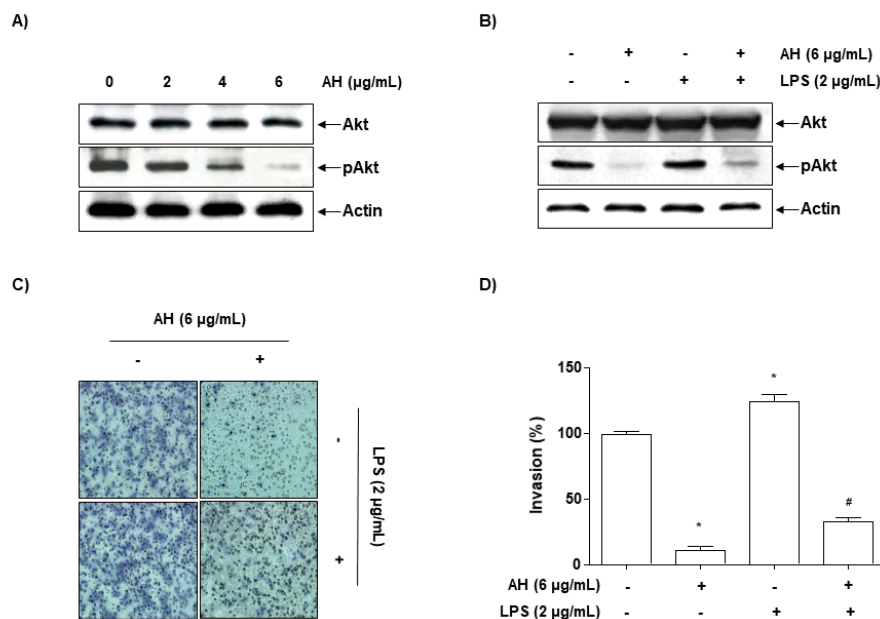 A)
0 2 4 6 AH (µg/mL)
Akt
pAkt
Actin
B)
- + - + AH (6 µg/mL)
- - + + LPS (2 µg/mL)
Akt
pAkt
Actin
C)
AH (6 µg/mL)
- +
-
+
LPS (2 µg/mL)
D)
150
100
50
0
Invasion (%)
*
*
#
AH (6 µg/mL) - + - +
LPS (2 µg/mL) - - + +